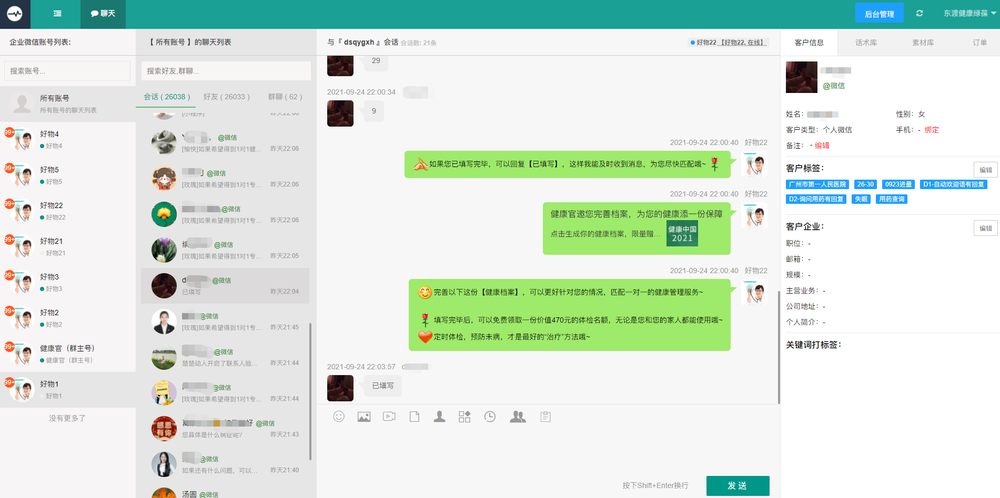 聊天
后台管理
东渡健康绿葆
企业微信账号列表:
搜索账号...
所有账号
所有账号的聊天列表
99+
好物4
好物4
99+
好物5
好物5
99+
好物22
好物22
99+
好物21
好物21
99+
好物3
好物3
99+
好物2
好物2
99+
健康官（群主号）
健康官（群主号）
99+
好物1
好物1
没有更多了
【 所有账号 】的聊天列表
搜索好友,群聊...
会话 ( 26038 )
好友 ( 26033 )
群聊 ( 62 )
[小程序]
昨天22:06
@微信
[愉快]如果希望得到1对1健...
昨天22:06
@微信
[玫瑰]如果希望得到1对1专...
昨天22:06
@微信
[玫瑰]如果希望得到1对1专...
昨天22:06
缤
@微信
[玫瑰]如果希望得到1对1专...
昨天22:05
d
@微信
已填写
昨天22:04
@微信
[玫瑰]如果希望得到1对1专...
昨天21:45
@微信
楚楚动人开启了联系人验...
昨天21:44
@微信
[玫瑰]如果希望得到1对1专...
昨天21:44
感恩有你
好 @微信
您具体是什么病症呢?
昨天21:43
@微信
如果还有什么问题，可以...
昨天21:40
汤圆 @微信
与『 dsqygxh 』会话 会话数: 21条
好物22 【好物22, 在线】
29
2021-09-24 22:00:34
9
2021-09-24 22:00:40 好物22
如果您已填写完毕，可以回复【已填写】，这样我能及时收到消息，为您尽快匹配哦~
2021-09-24 22:00:40 好物22
健康官邀您完善档案，为您的健康添一份保障
点击生成你的健康档案，限量赠...
健康中国
2021
2021-09-24 22:00:40 好物22
完善以下这份【健康档案】，可以更好针对您的情况，匹配一对一的健康管理服务~
填写完毕后，可以免费领取一份价值470元的体检名额，无论是您和您的家人都能使用哦~
定时体检，预防未病，才是最好的“治疗”方法哦~
2021-09-24 22:03:57
已填写
按下Shift+Enter换行
发 送
客户信息
话术库
素材库
订单
@微信
姓名：
性别： 女
客户类型： 个人微信
手机： - 绑定
备注： - 编辑
客户标签：
编辑
广州市第一人民医院
26-30
0923进量
D1-自动欢迎语有回复
D2-询问用药有回复
失眠
用药查询
客户企业：
编辑
职位： -
邮箱： -
规模： -
主营业务： -
公司地址： -
个人简介： -
关键词打标签：